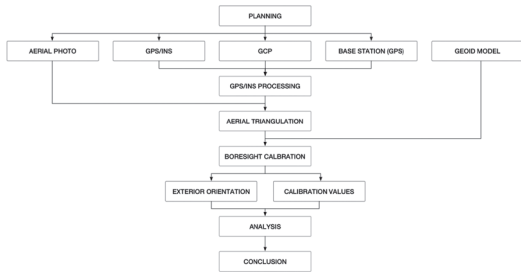 PLANNING
AERIAL PHOTO
GPS/INS
GCP
BASE STATION (GPS)
GEOID MODEL
GPS/INS PROCESSING
AERIAL TRIANGULATION
BORESIGHT CALBRATION
EXTERIOR ORIENTATION
CALIBRATION VALUES
ANALYSIS
CONCLUSION